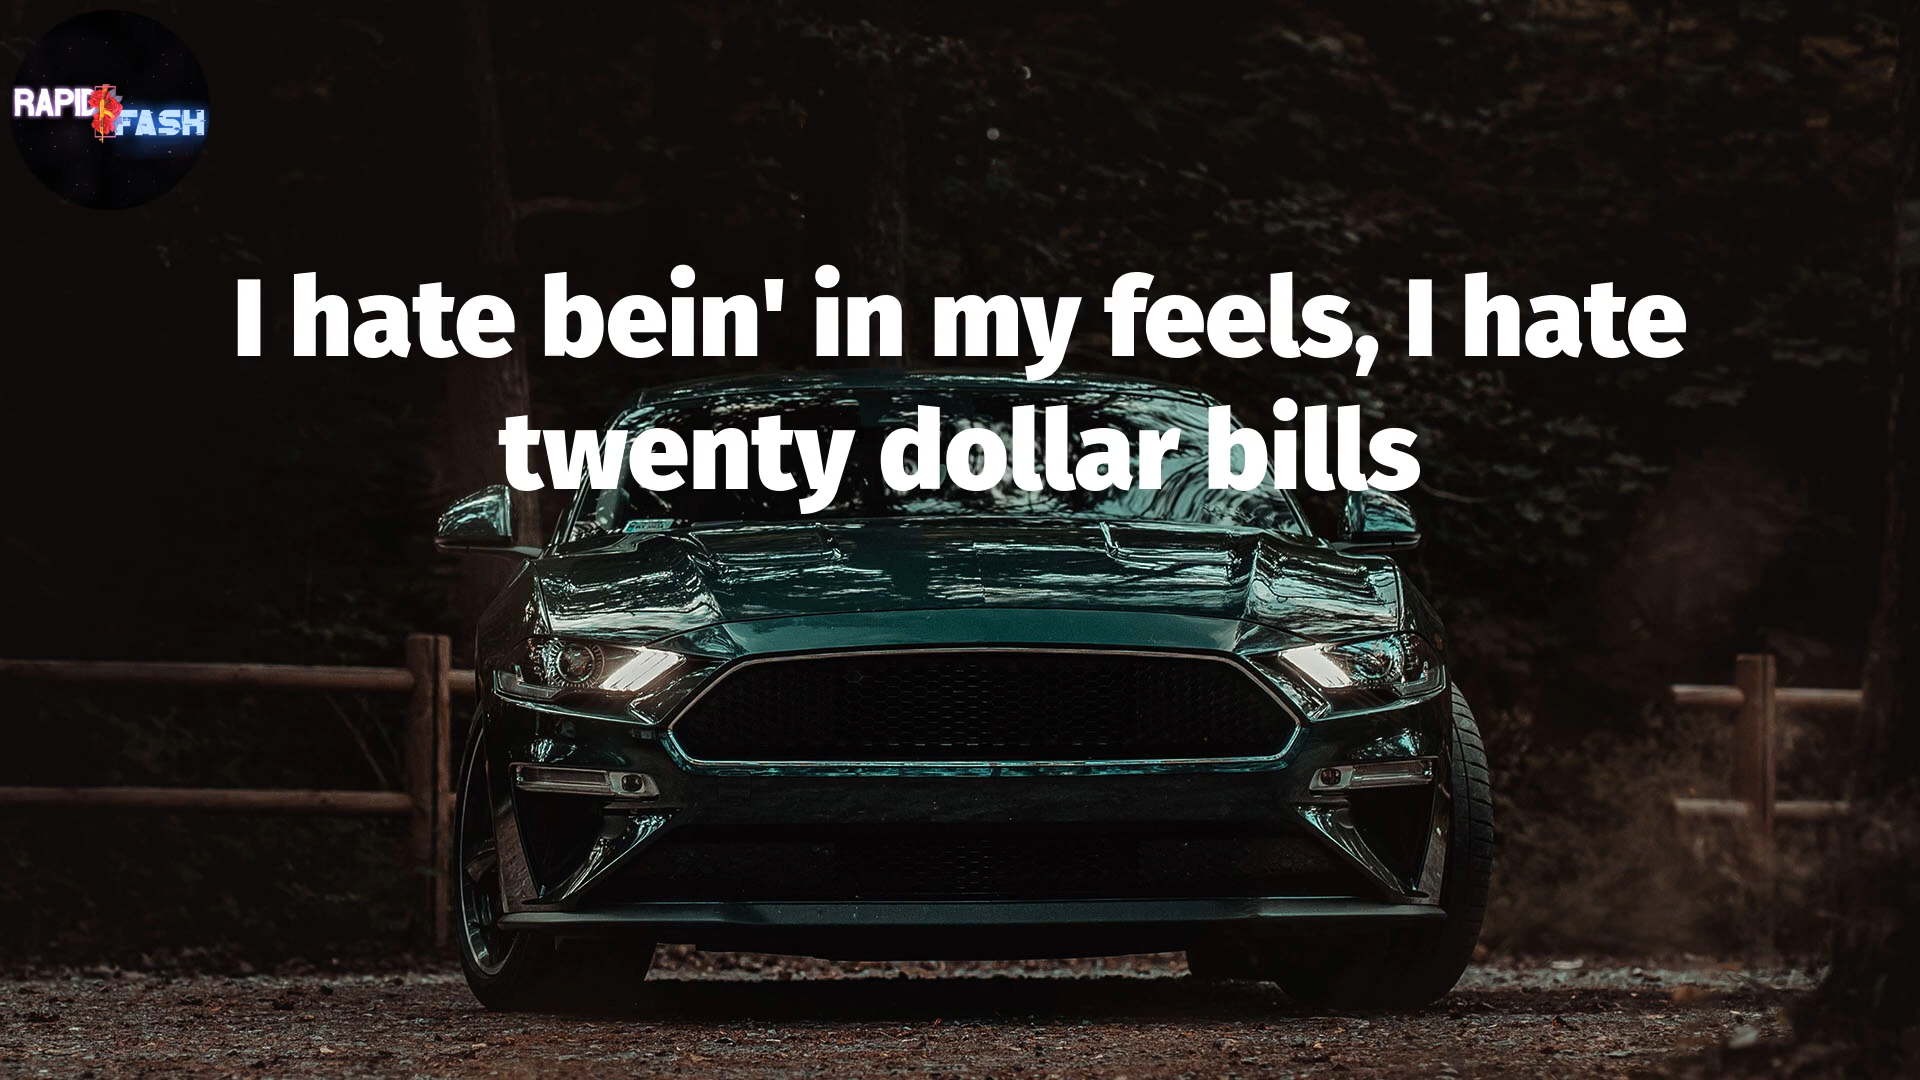 RAPID
FASH
I hate bein' in my feels, I hate
twenty dollar bills